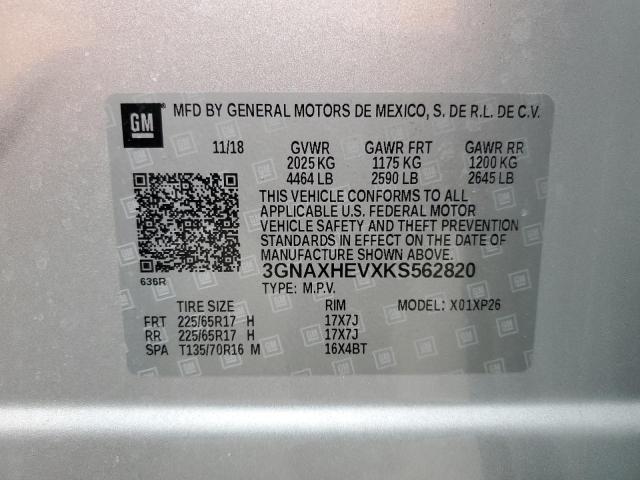 GM ® MFD BY GENERAL MOTORS DE MEXICO, S. DE R.L. DE C.V.
11/18 GVWR GAWR FRT GAWR RR
2025 KG 1175 KG 1200 KG
4464 LB 2590 LB 2645 LB
THIS VEHICLE CONFORMS TO ALL
APPLICABLE U.S. FEDERAL MOTOR
VEHICLE SAFETY AND THEFT PREVENTION
STANDARDS IN EFFECT ON THE DATE OF
MANUFACTURE SHOWN ABOVE.
3GNAXHEVXKS562820
636R TYPE: M.P.V.
TIRE SIZE RIM MODEL: X01XP26
FRT 225/65R17 H 17X7J
RR 225/65R17 H 17X7J
SPA T135/70R16 M 16X4BT